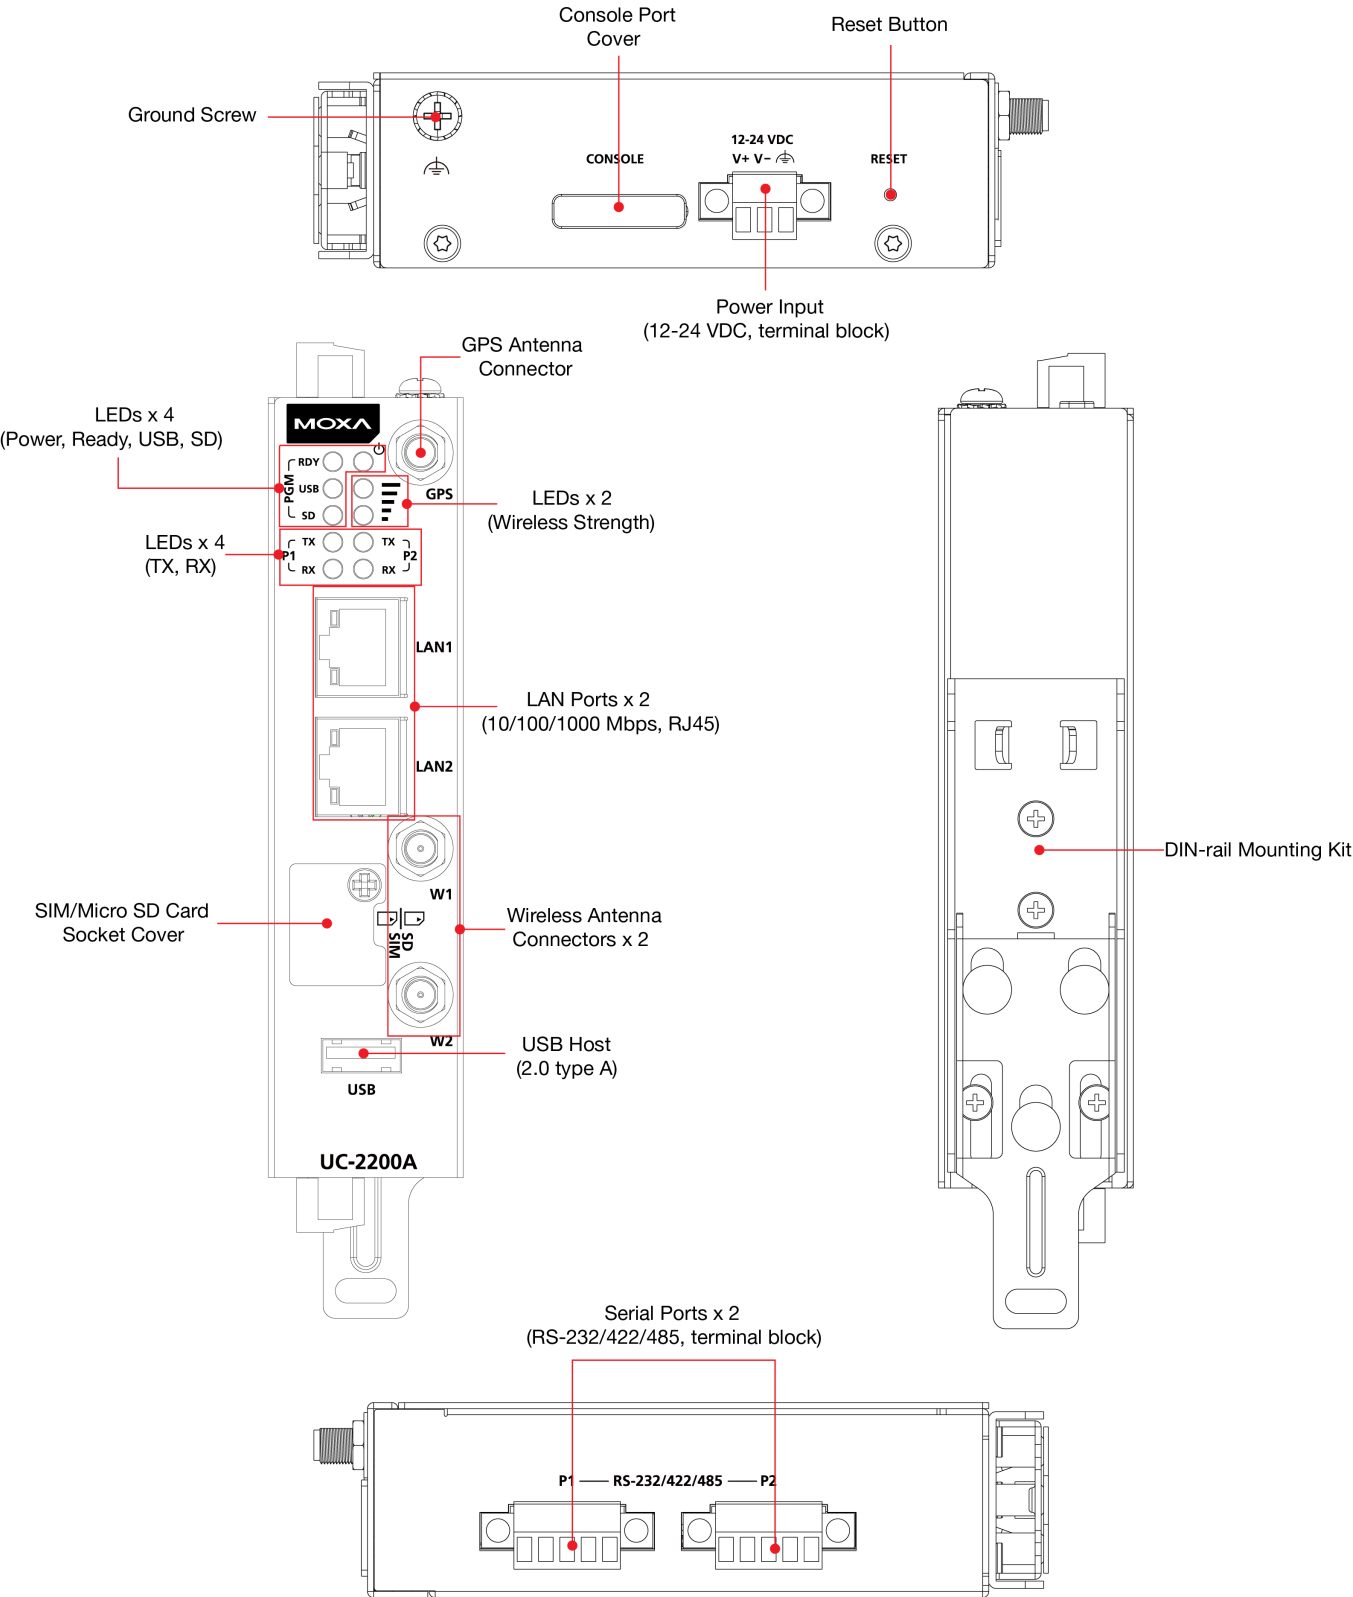 Console Port
Cover
Reset Button
Ground Screw
12-24 VDC
V+ V-
CONSOLE
RESET
Power Input
(12-24 VDC, terminal block)
GPS Antenna
Connector
LEDs x 4
(Power, Ready, USB, SD)
MOXA
RDY
PGM
USB
SD
GPS
LEDs x 2
(Wireless Strength)
LEDs x 4
(TX, RX)
TX
TX
P1
P2
RX
RX
LAN1
LAN Ports x 2
(10/100/1000 Mbps, RJ45)
LAN2
DIN-rail Mounting Kit
W1
SIM/Micro SD Card
Socket Cover
SD
SIM
Wireless Antenna
Connectors x 2
W2
USB Host
(2.0 type A)
USB
UC-2200A
Serial Ports x 2
(RS-232/422/485, terminal block)
P1 RS-232/422/485 P2